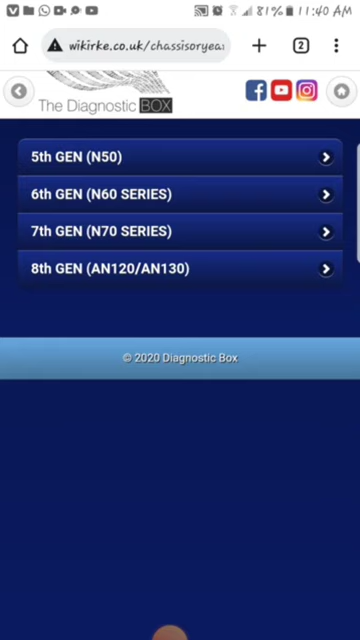 81% 11:40 AM
wikirke.co.uk/chassisoryea
2
The Diagnostic BOX
5th GEN (N50)
6th GEN (N60 SERIES)
7th GEN (N70 SERIES)
8th GEN (AN120/AN130)
© 2020 Diagnostic Box